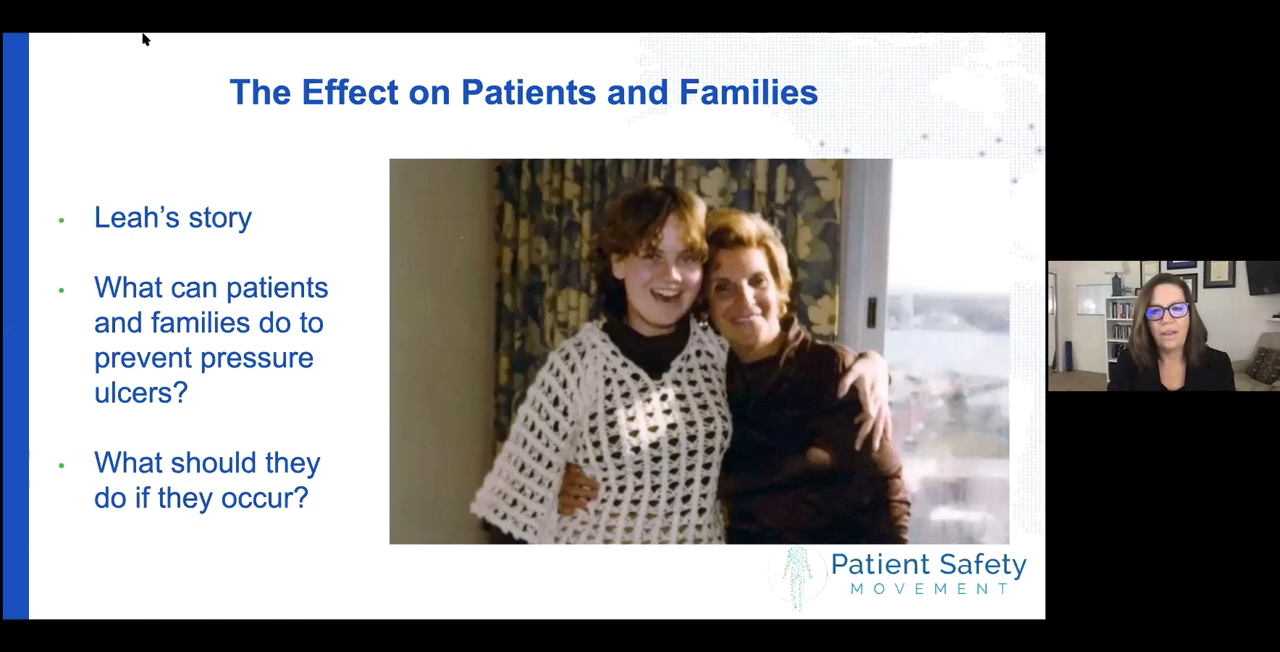 The Effect on Patients and Families
Leah’s story
What can patients
and families do to
prevent pressure
ulcers?
What should they
do if they occur?
Patient Safety
MOVEMENT